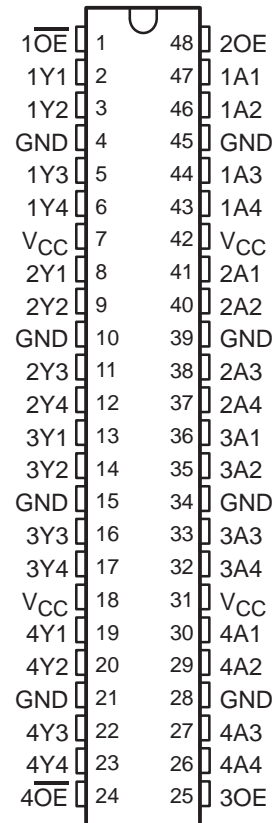 1O̅E̅ 1 48 2OE
1Y1 2 47 1A1
1Y2 3 46 1A2
GND 4 45 GND
1Y3 5 44 1A3
1Y4 6 43 1A4
VCC 7 42 VCC
2Y1 8 41 2A1
2Y2 9 40 2A2
GND 10 39 GND
2Y3 11 38 2A3
2Y4 12 37 2A4
3Y1 13 36 3A1
3Y2 14 35 3A2
GND 15 34 GND
3Y3 16 33 3A3
3Y4 17 32 3A4
VCC 18 31 VCC
4Y1 19 30 4A1
4Y2 20 29 4A2
GND 21 28 GND
4Y3 22 27 4A3
4Y4 23 26 4A4
4O̅E̅ 24 25 3OE